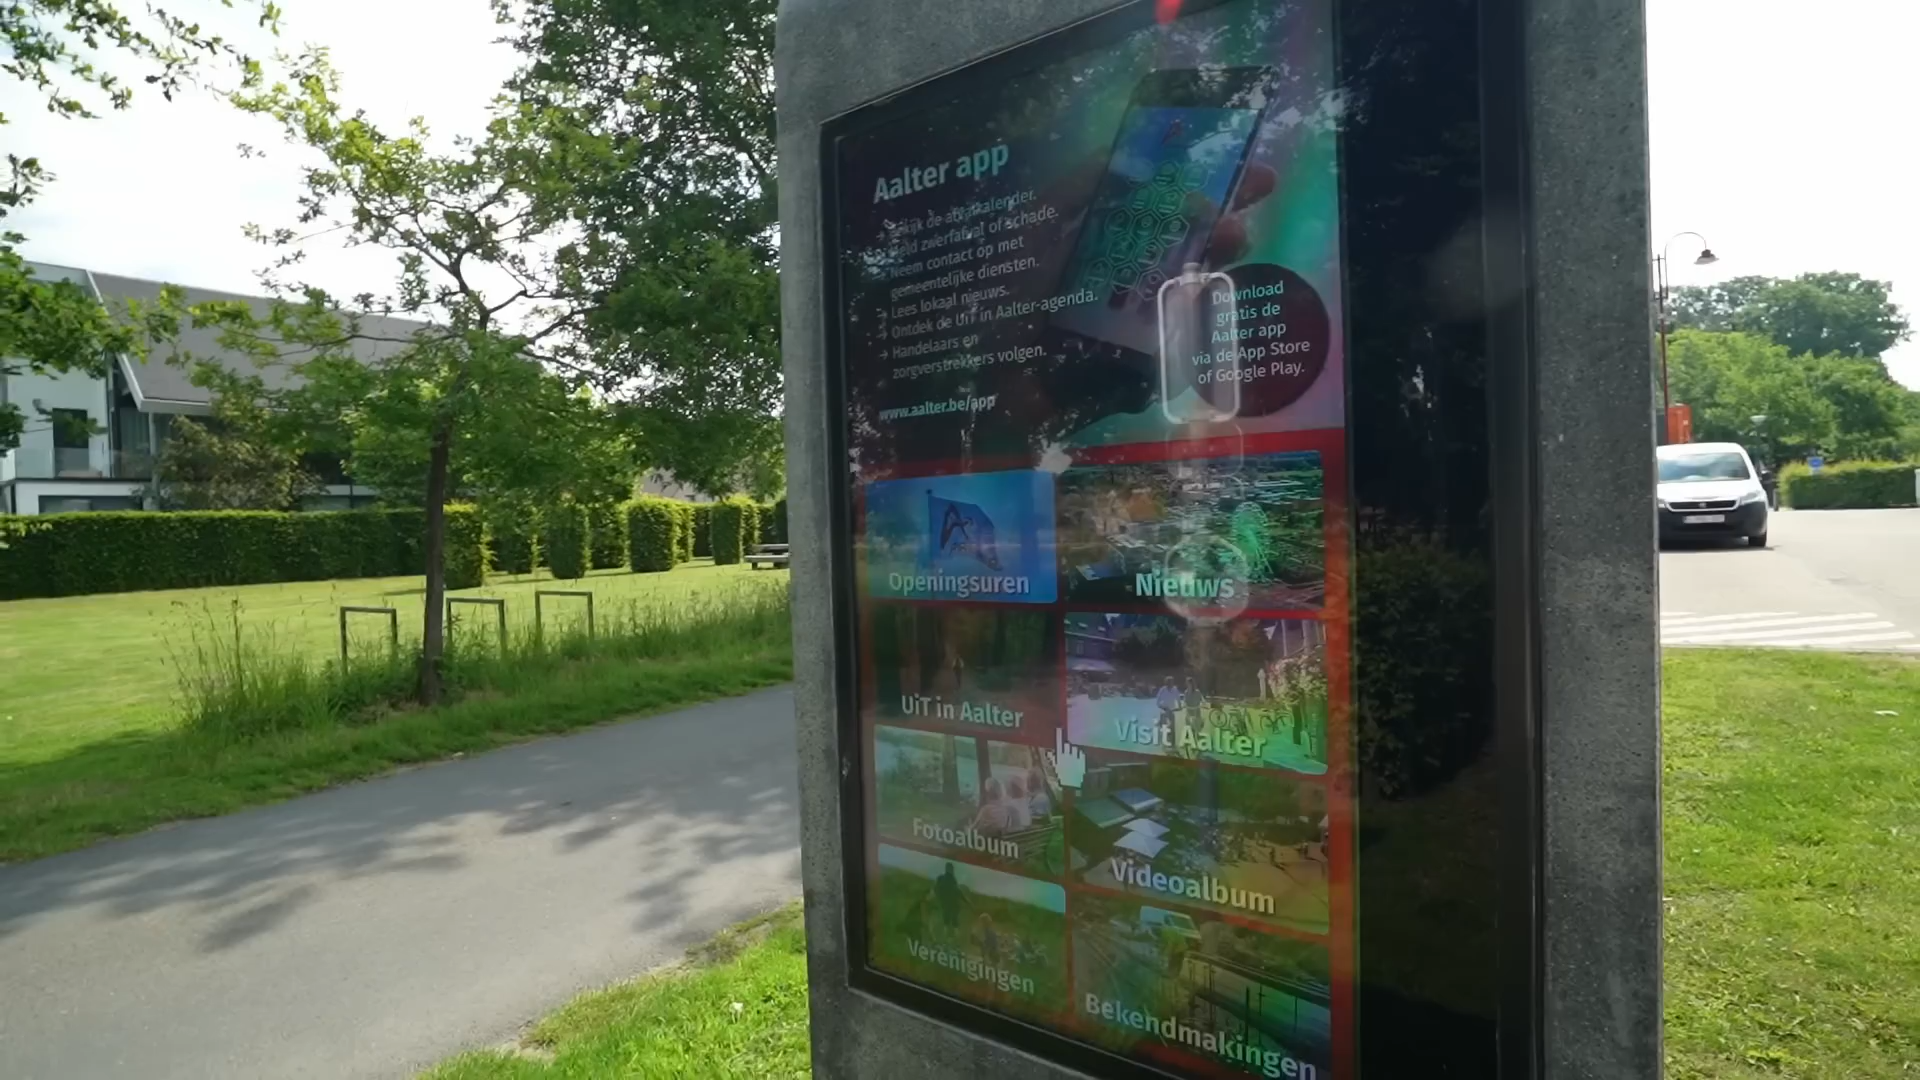 Aalter app
→ Bekijk de afvalkalender.
→ Meld zwerfafval of schade.
→ Neem contact op met
gemeentelijke diensten.
→ Lees lokaal nieuws.
→ Ontdek de UiT in Aalter-agenda.
→ Handelaars en
zorgverstrekkers volgen.
www.aalter.be/app
Download
gratis de
Aalter app
via de App Store
of Google Play.
Openingsuren
Nieuws
UiT in Aalter
Visit Aalter
Fotoalbum
Videoalbum
Verenigingen
Bekendmakingen